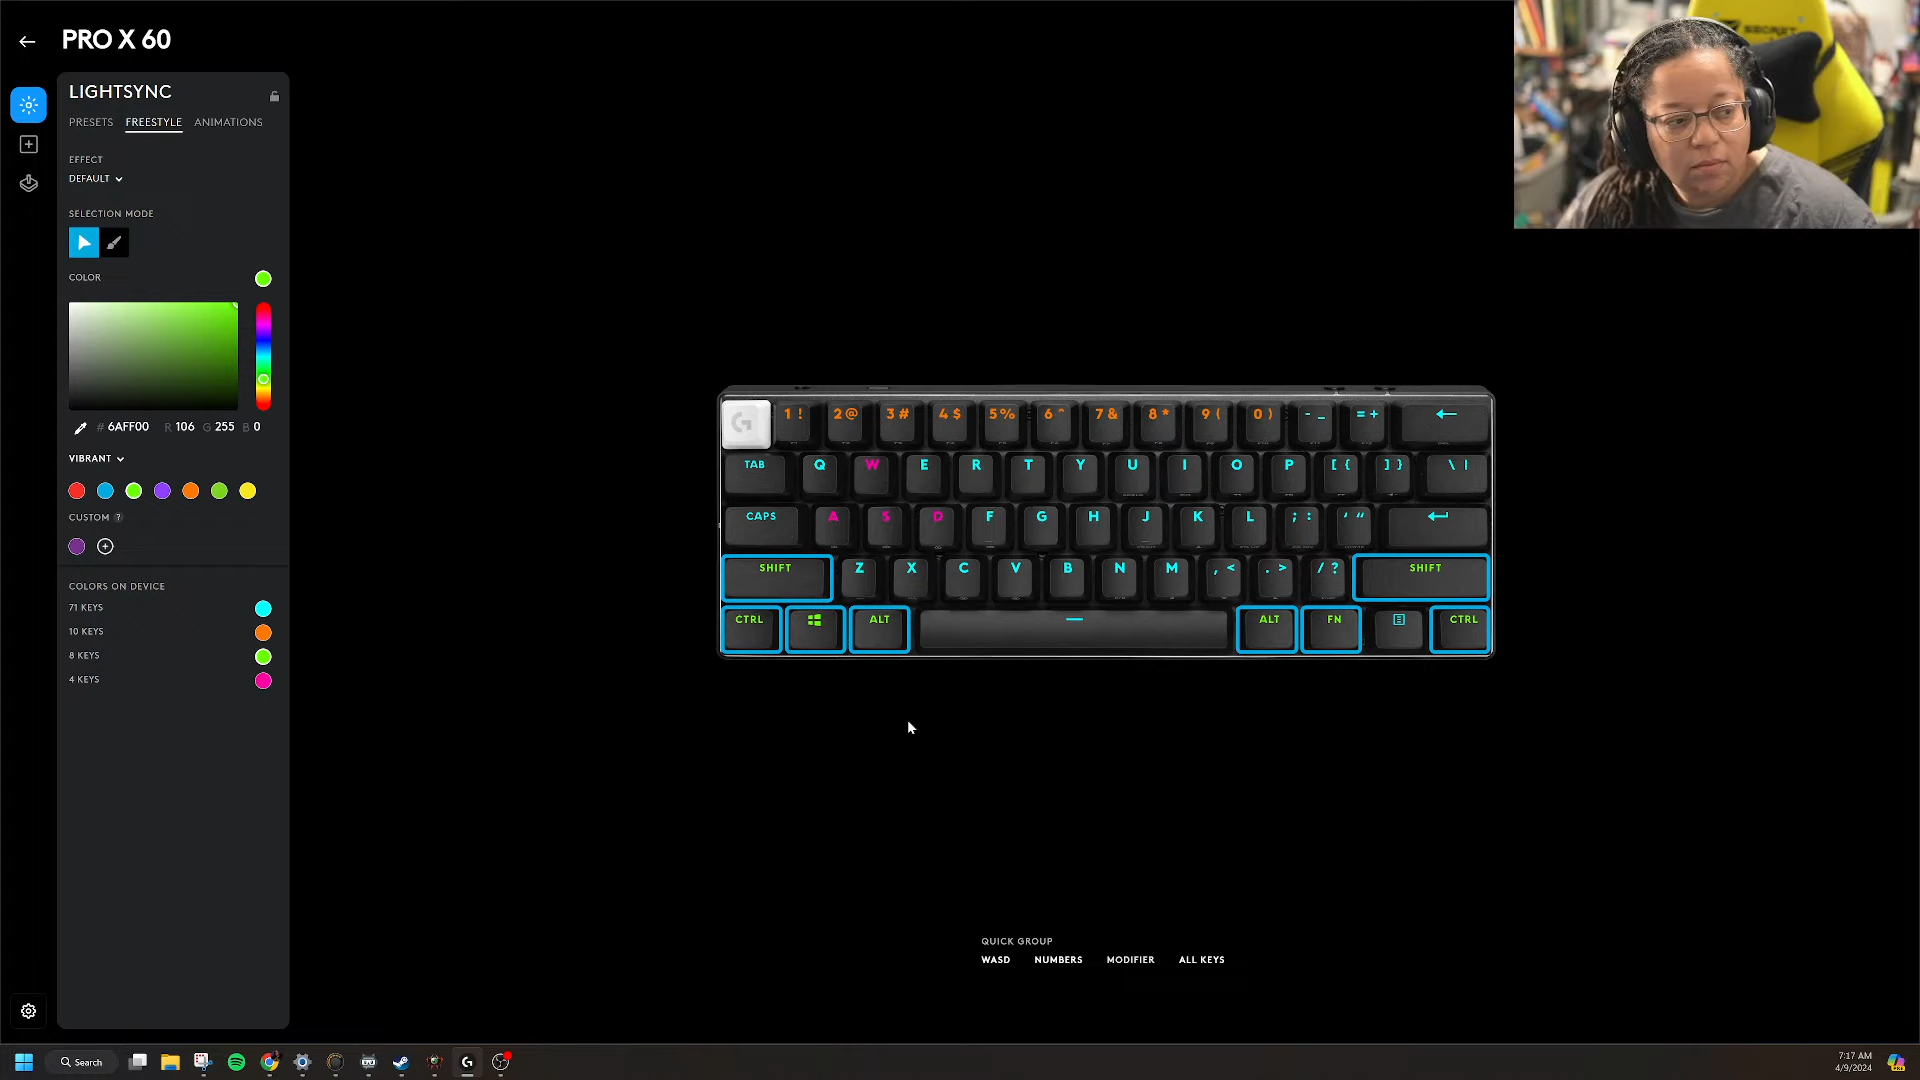 PRO X 60
LIGHTSYNC
PRESETS FREESTYLE ANIMATIONS
EFFECT
DEFAULT
SELECTION MODE
COLOR
# 6AFF00 R 106 G 255 B 0
VIBRANT
CUSTOM ?
COLORS ON DEVICE
71 KEYS
10 KEYS
8 KEYS
4 KEYS
1 ! 2 @ 3 # 4 $ 5 % 6 ^ 7 & 8 * 9 ( 0 ) - _ = +
TAB Q W E R T Y U I O P [ { ] } \ |
CAPS A S D F G H J K L ; : ' "
SHIFT Z X C V B N M , < . > / ? SHIFT
CTRL ALT ALT FN CTRL
QUICK GROUP
WASD NUMBERS MODIFIER ALL KEYS
Search
7:17 AM
4/9/2024